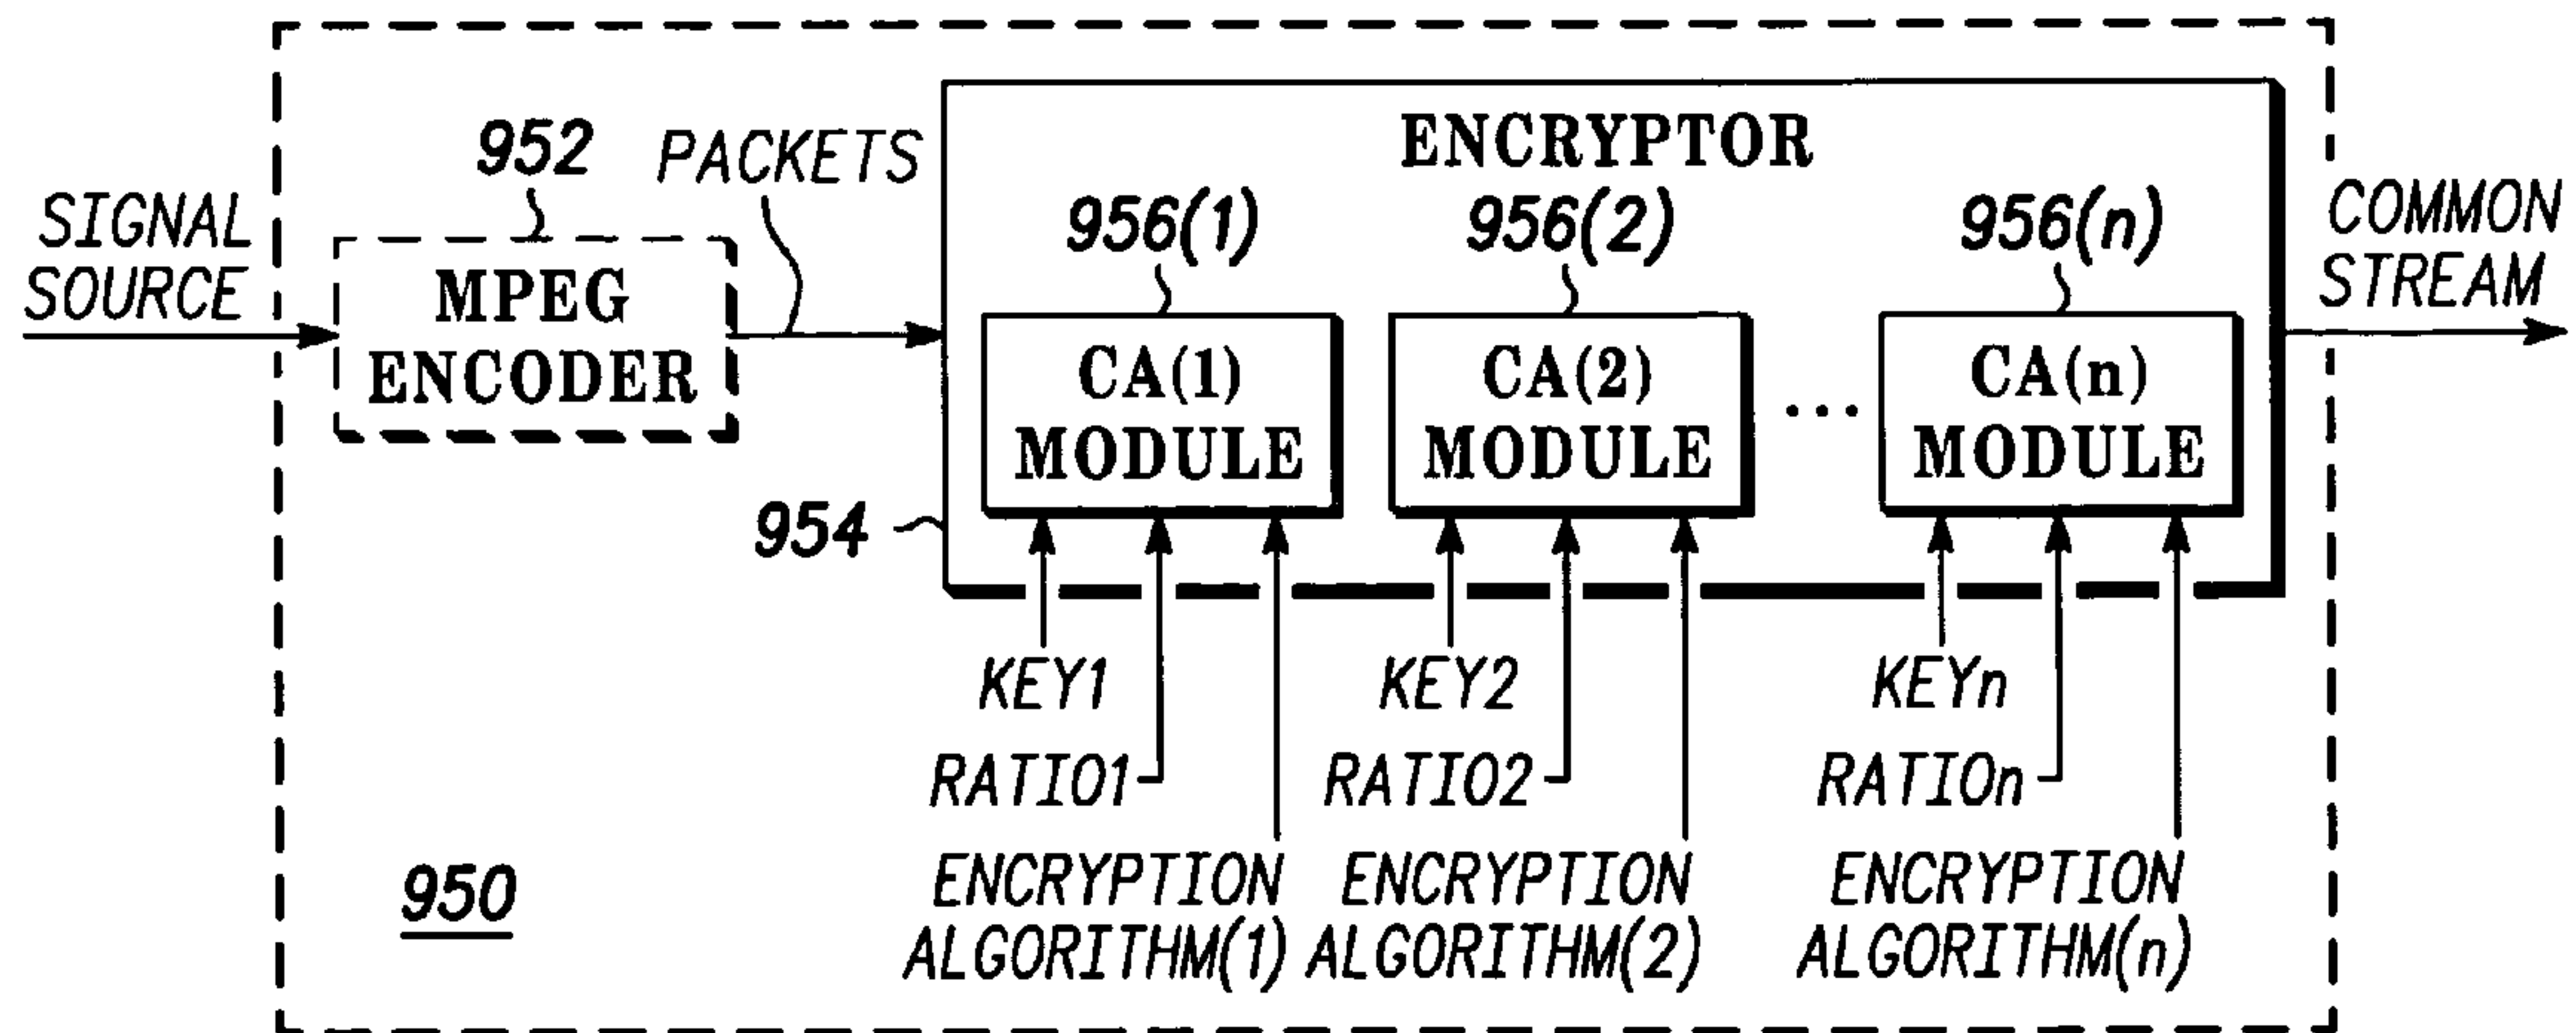 SIGNAL
SOURCE
952
MPEG
ENCODER
PACKETS
ENCRYPTOR
956(1)
956(2)
956(n)
CA(1)
MODULE
CA(2)
MODULE
...
CA(n)
MODULE
954
COMMON
STREAM
KEY1
RATIO1
ENCRYPTION
ALGORITHM(1)
KEY2
RATIO2
ENCRYPTION
ALGORITHM(2)
KEYn
RATIOn
ENCRYPTION
ALGORITHM(n)
950